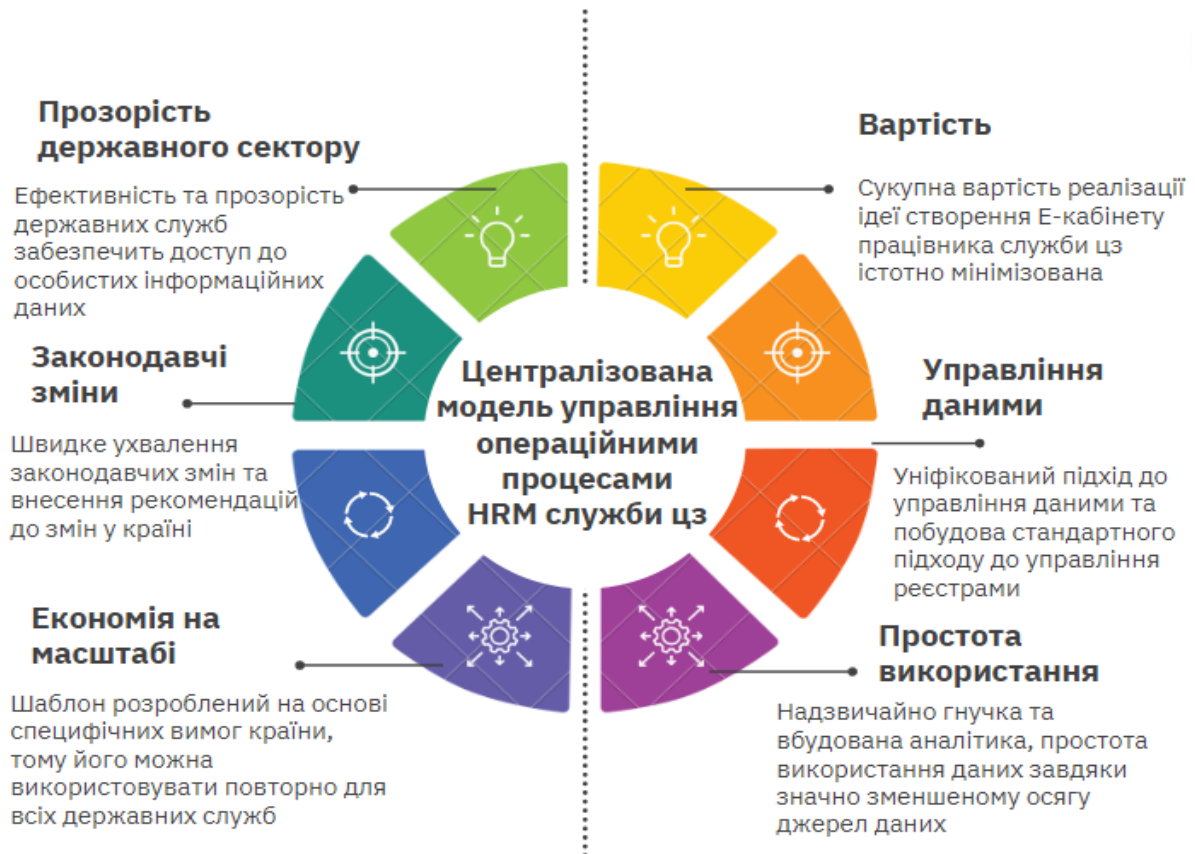 Прозорість
державного сектору
Ефективність та прозорість
державних служб
забезпечить доступ до
особистих інформаційних
даних
Законодавчі
зміни
Швидке ухвалення
законодавчих змін та
внесення рекомендацій
до змін у країні
Економія на
масштабі
Шаблон розроблений на основі
специфічних вимог країни,
тому його можна
використовувати повторно для
всіх державних служб
Централізована
модель управління
операційними
процесами
HRM служби цз
Вартість
Сукупна вартість реалізації
ідеї створення Е-кабінету
працівника служби цз
істотно мінімізована
Управління
даними
Уніфікований підхід до
управління даними та
побудова стандартного
підходу до управління
реєстрами
Простота
використання
Надзвичайно гнучка та
вбудована аналітика, простота
використання даних завдяки
значно зменшеному осягу
джерел даних